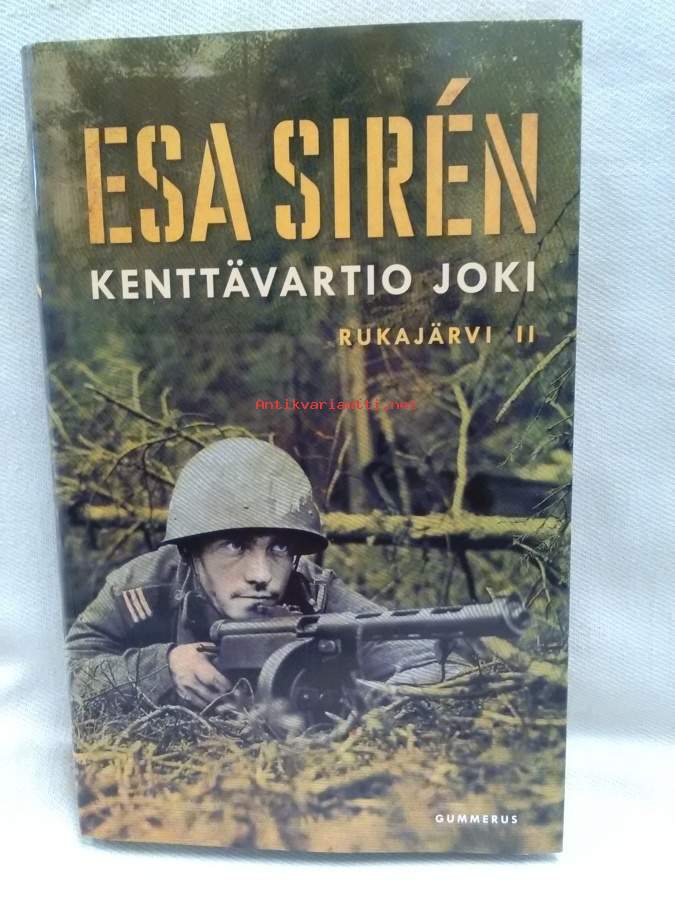 ESA SIRÉN
KENTTÄVARTIO JOKI
RUKAJÄRVI II
Antikvariaatti.net
GUMMERUS